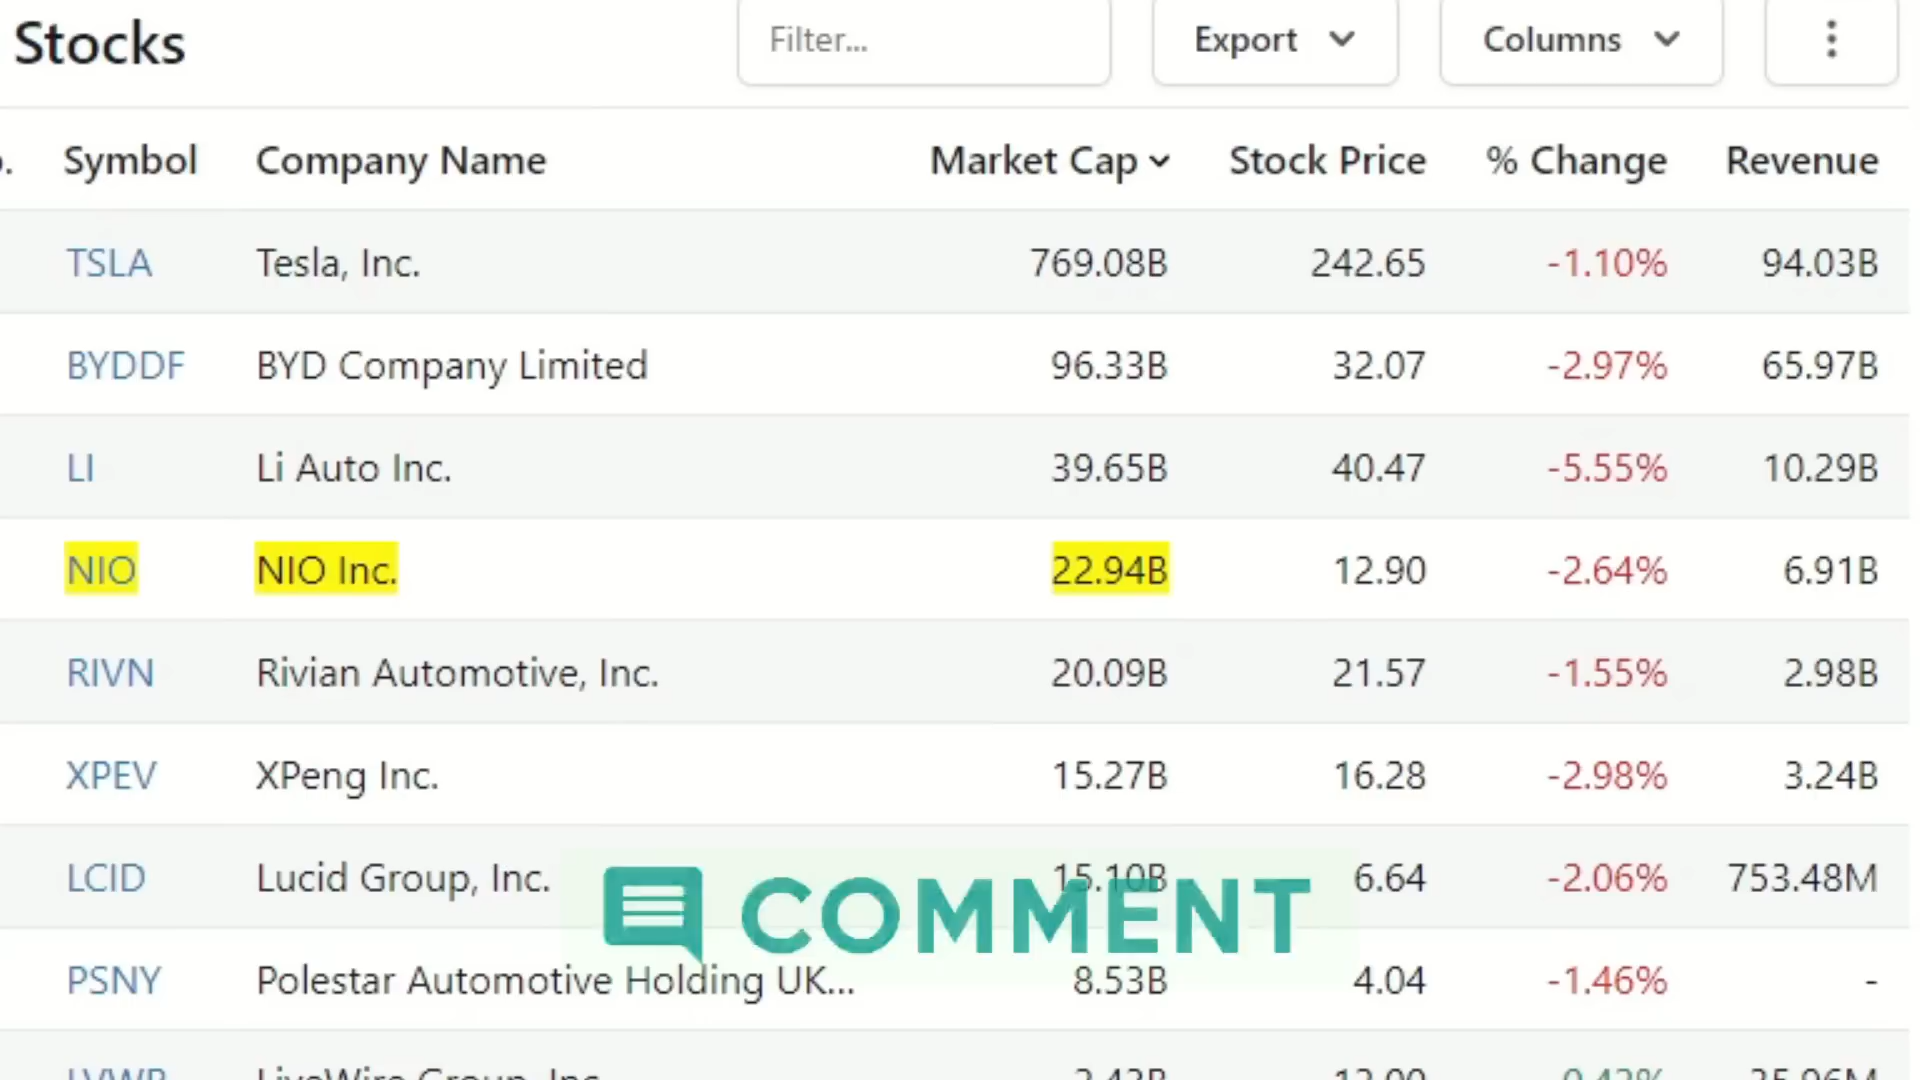 Stocks Filter... Export Columns
Symbol Company Name Market Cap Stock Price % Change Revenue
TSLA Tesla, Inc. 769.08B 242.65 -1.10% 94.03B
BYDDF BYD Company Limited 96.33B 32.07 -2.97% 65.97B
LI Li Auto Inc. 39.65B 40.47 -5.55% 10.29B
NIO NIO Inc. 22.94B 12.90 -2.64% 6.91B
RIVN Rivian Automotive, Inc. 20.09B 21.57 -1.55% 2.98B
XPEV XPeng Inc. 15.27B 16.28 -2.98% 3.24B
LCID Lucid Group, Inc. 15.10B 6.64 -2.06% 753.48M
COMMENT
PSNY Polestar Automotive Holding UK... 8.53B 4.04 -1.46% -
LiveWire Group, Inc.